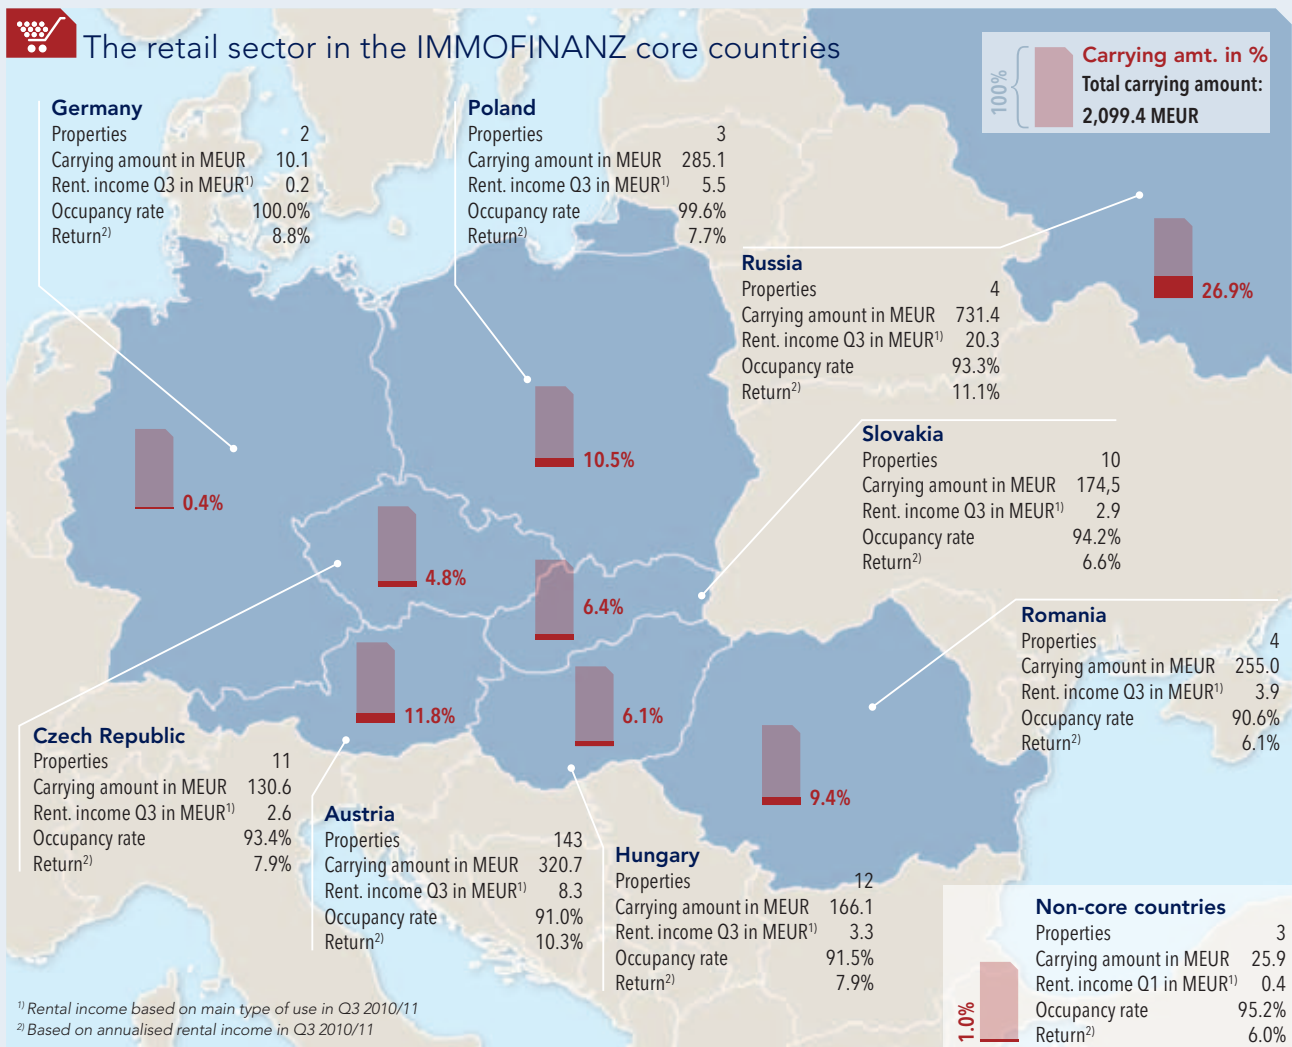 The retail sector in the IMMOFINANZ core countries
100%
Carrying amt. in %
Total carrying amount:
2,099.4 MEUR
Germany
Properties 2
Carrying amount in MEUR 10.1
Rent. income Q3 in MEUR1) 0.2
Occupancy rate 100.0%
Return2) 8.8%
Poland
Properties 3
Carrying amount in MEUR 285.1
Rent. income Q3 in MEUR1) 5.5
Occupancy rate 99.6%
Return2) 7.7%
Russia
Properties 4
Carrying amount in MEUR 731.4
Rent. income Q3 in MEUR1) 20.3
Occupancy rate 93.3%
Return2) 11.1%
26.9%
10.5%
0.4%
Slovakia
Properties 10
Carrying amount in MEUR 174,5
Rent. income Q3 in MEUR1) 2.9
Occupancy rate 94.2%
Return2) 6.6%
4.8%
6.4%
Romania
Properties 4
Carrying amount in MEUR 255.0
Rent. income Q3 in MEUR1) 3.9
Occupancy rate 90.6%
Return2) 6.1%
11.8%
6.1%
9.4%
Czech Republic
Properties 11
Carrying amount in MEUR 130.6
Rent. income Q3 in MEUR1) 2.6
Occupancy rate 93.4%
Return2) 7.9%
Austria
Properties 143
Carrying amount in MEUR 320.7
Rent. income Q3 in MEUR1) 8.3
Occupancy rate 91.0%
Return2) 10.3%
Hungary
Properties 12
Carrying amount in MEUR 166.1
Rent. income Q3 in MEUR1) 3.3
Occupancy rate 91.5%
Return2) 7.9%
Non-core countries
Properties 3
Carrying amount in MEUR 25.9
Rent. income Q1 in MEUR1) 0.4
Occupancy rate 95.2%
Return2) 6.0%
1.0%
1) Rental income based on main type of use in Q3 2010/11
2) Based on annualised rental income in Q3 2010/11